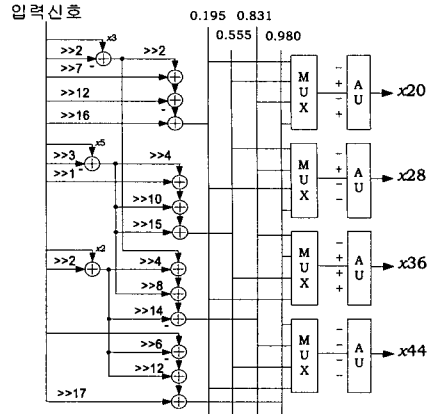 입력신호
0.195 0.831
0.555 0.980
x3
>>2
-
>>2
>>7
>>12
-
>>16
-
x5
>>3
-
>>4
>>1
>>10
>>15
x2
>>2
>>4
>>8
>>14
-
>>6
-
>>12
-
>>17
MUX
- + - -
AU
x20
MUX
- + - -
AU
x28
MUX
- + + +
AU
x36
MUX
- - - -
AU
x44